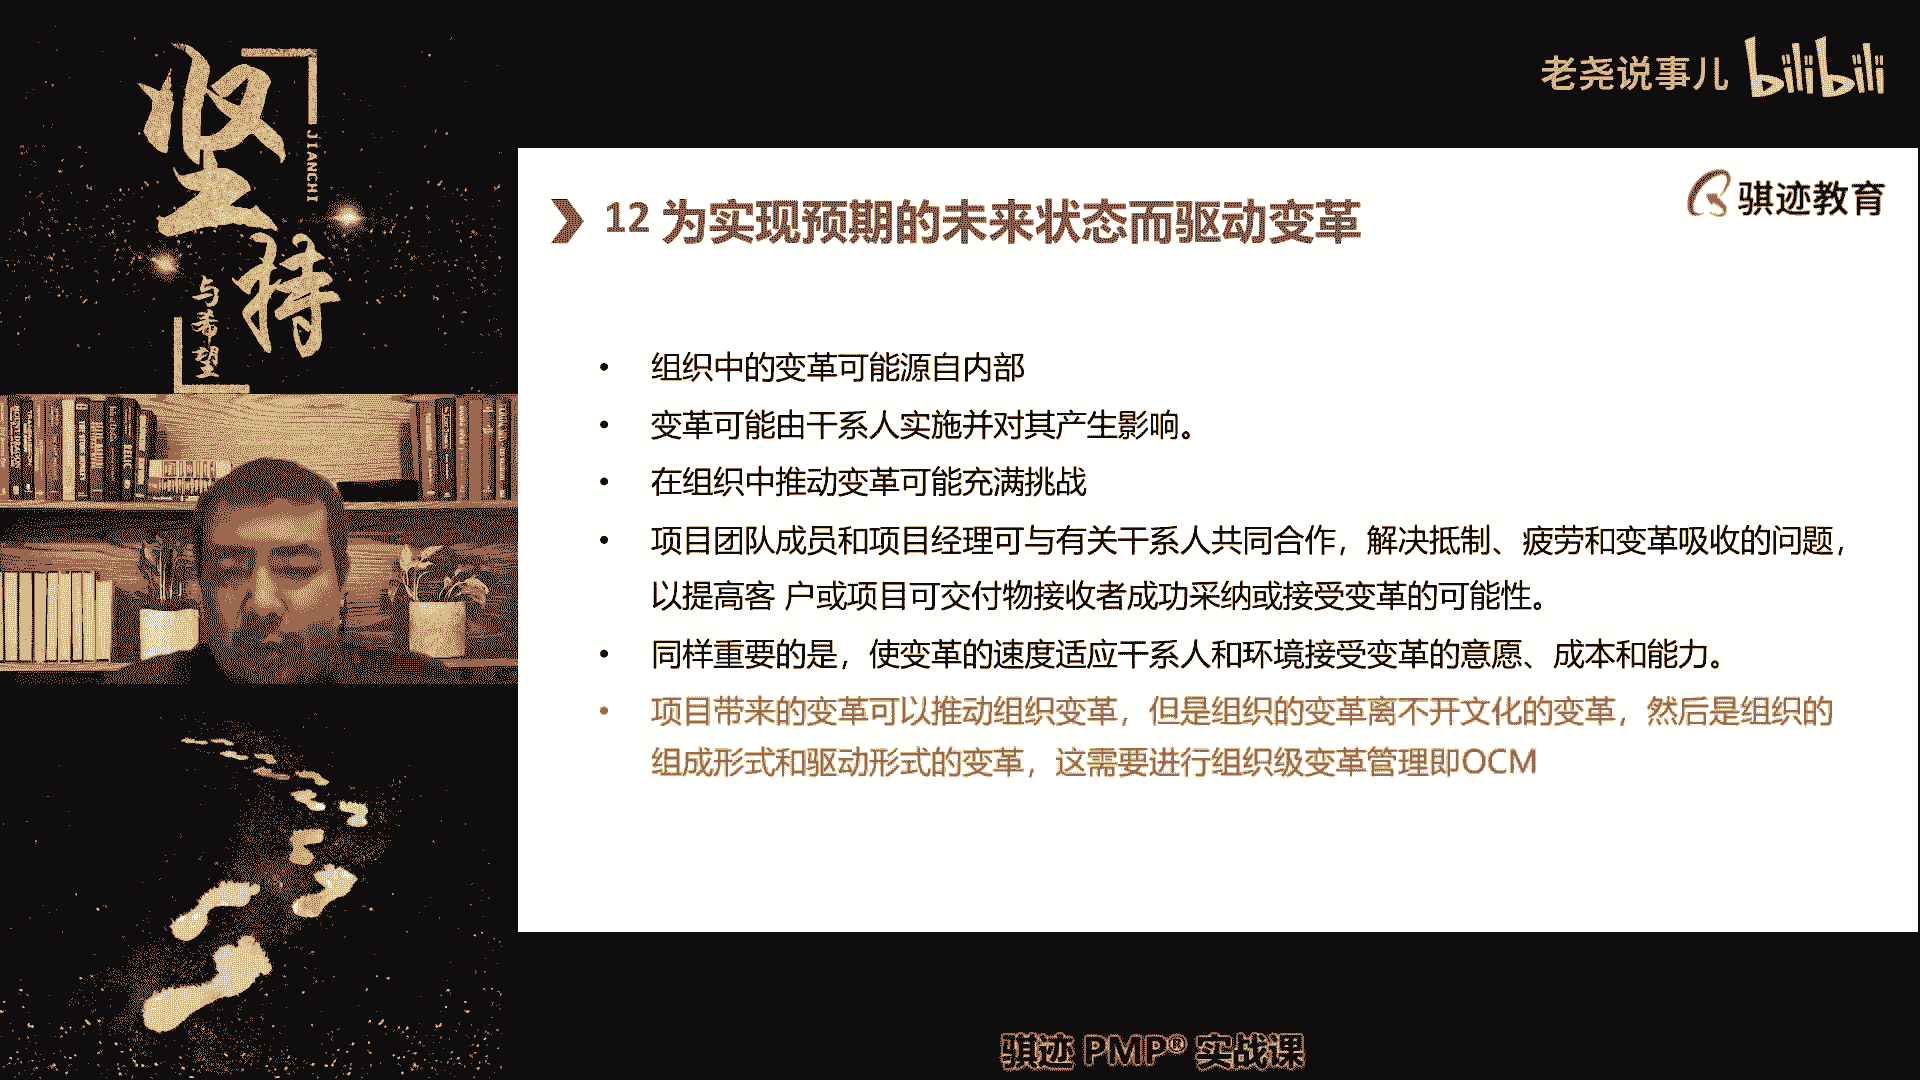 坚持
JIANCHI
与希望
老尧说事儿 bilibili
骐迹教育
12 为实现预期的未来状态而驱动变革
• 组织中的变革可能源自内部
• 变革可能由干系人实施并对其产生影响。
• 在组织中推动变革可能充满挑战
• 项目团队成员和项目经理可与有关干系人共同合作，解决抵制、疲劳和变革吸收的问题，
以提高客 户或项目可交付物接收者成功采纳或接受变革的可能性。
• 同样重要的是，使变革的速度适应干系人和环境接受变革的意愿、成本和能力。
• 项目带来的变革可以推动组织变革，但是组织的变革离不开文化的变革，然后是组织的
组成形式和驱动形式的变革，这需要进行组织级变革管理即OCM
骐迹 PMP® 实战课